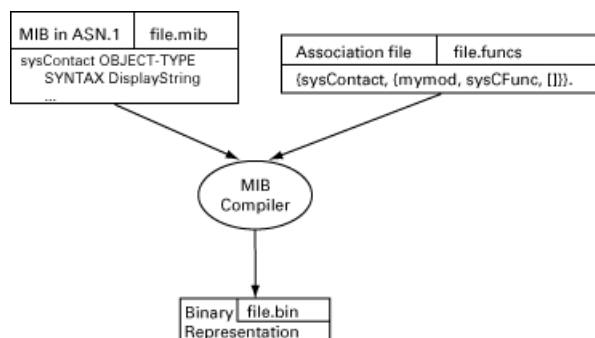 MIB in ASN.1 file.mib
sysContact OBJECT-TYPE
SYNTAX DisplayString
...
Association file file.funcs
{sysContact, {mymod, sysCFunc, []}}.
MIB
Compiler
Binary file.bin
Representation